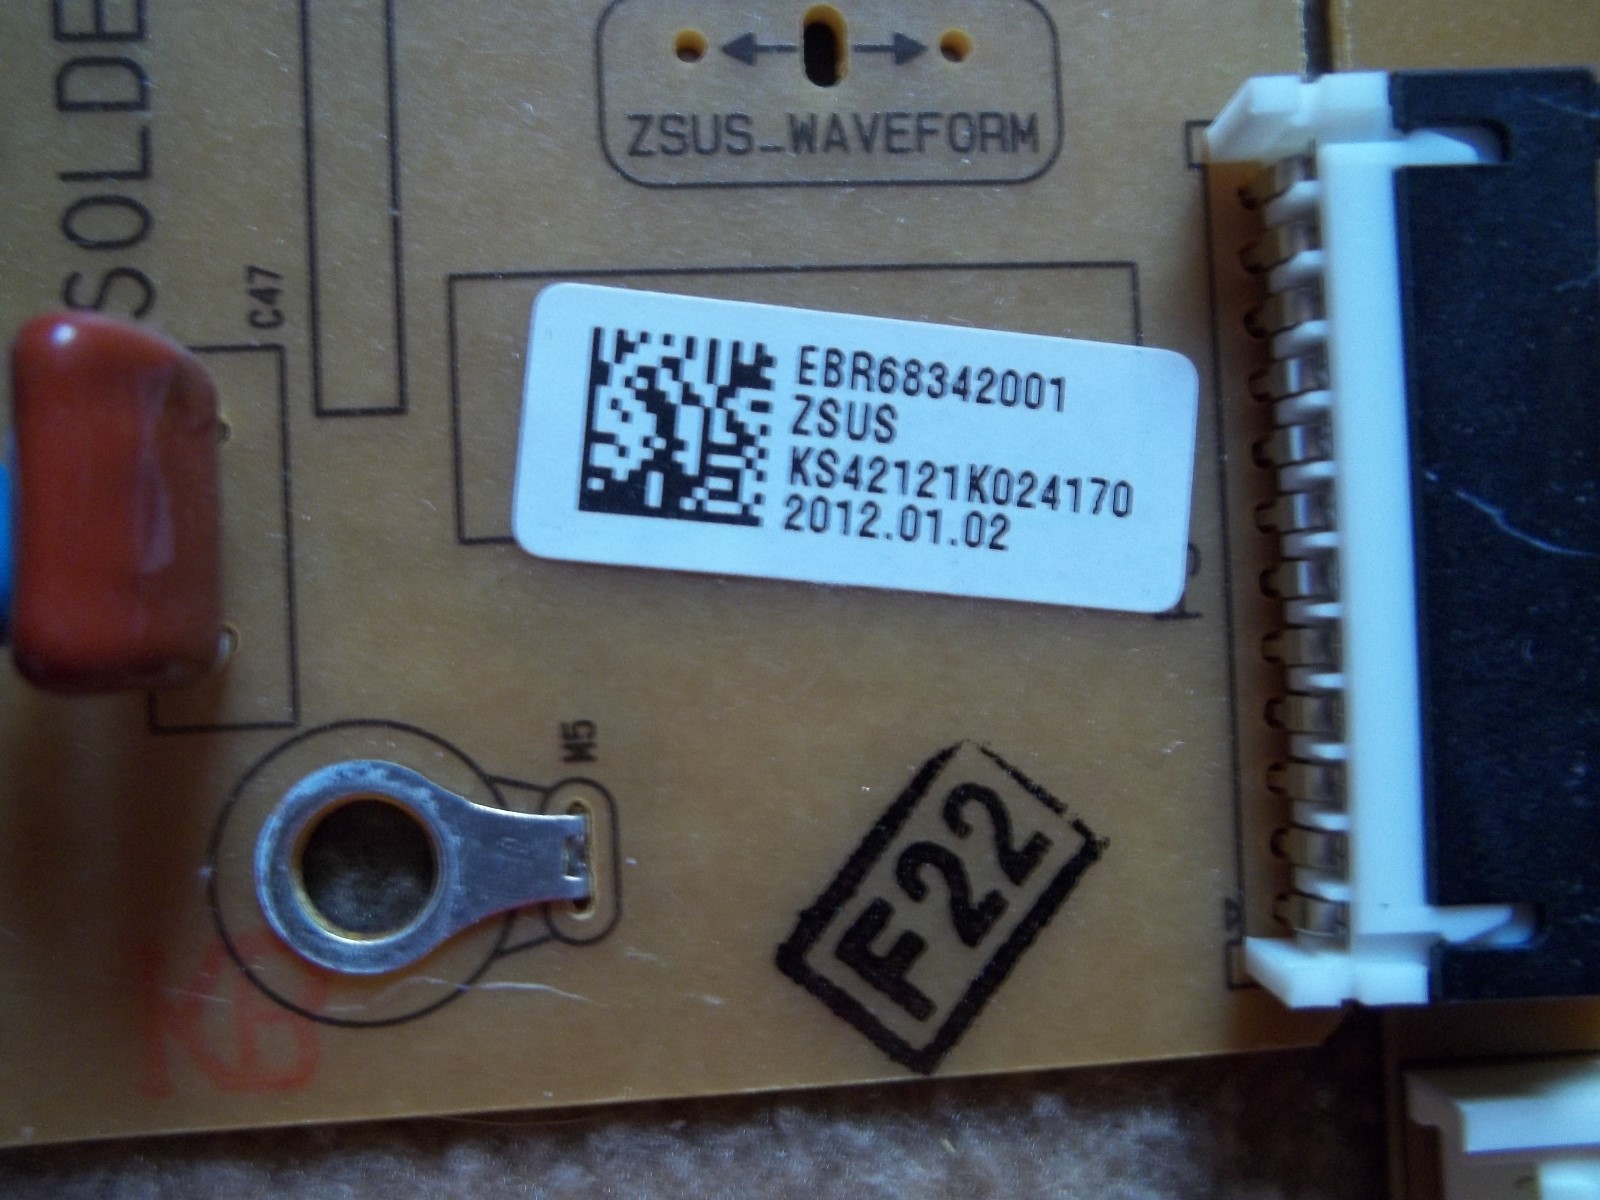 SOLDE
ZSUS_WAVEFORM
C47
EBR68342001
ZSUS
KS42121K024170
2012.01.02
M5
F22